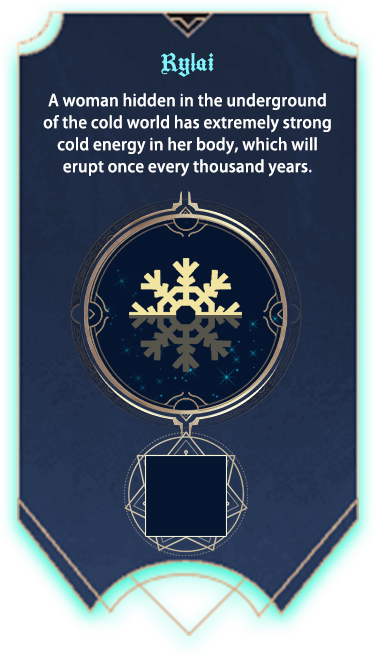 Rylai
A woman hidden in the underground
of the cold world has extremely strong
cold energy in her body, which will
erupt once every thousand years.